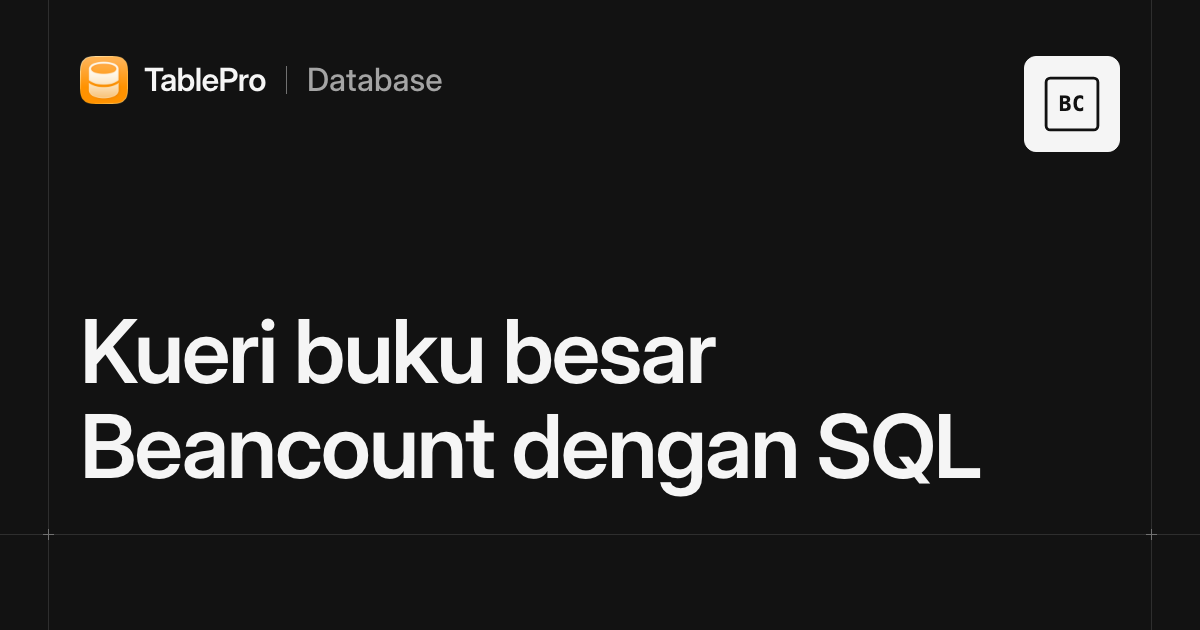 TablePro | Database
BC
Kueri buku besar
Beancount dengan SQL